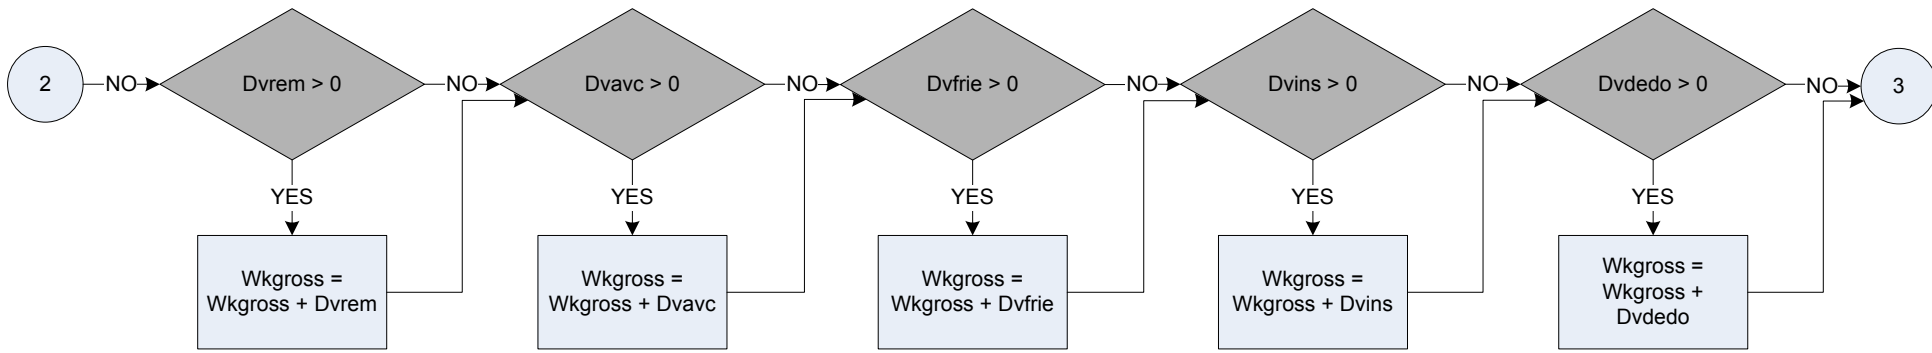 2
NO
Dvrem > 0
NO
Dvavc > 0
NO
Dvfrie > 0
NO
Dvins > 0
NO
Dvdedo > 0
NO
3
YES
YES
YES
YES
YES
Wkgross =
Wkgross + Dvrem
Wkgross =
Wkgross + Dvavc
Wkgross =
Wkgross + Dvfrie
Wkgross =
Wkgross + Dvins
Wkgross =
Wkgross +
Dvdedo